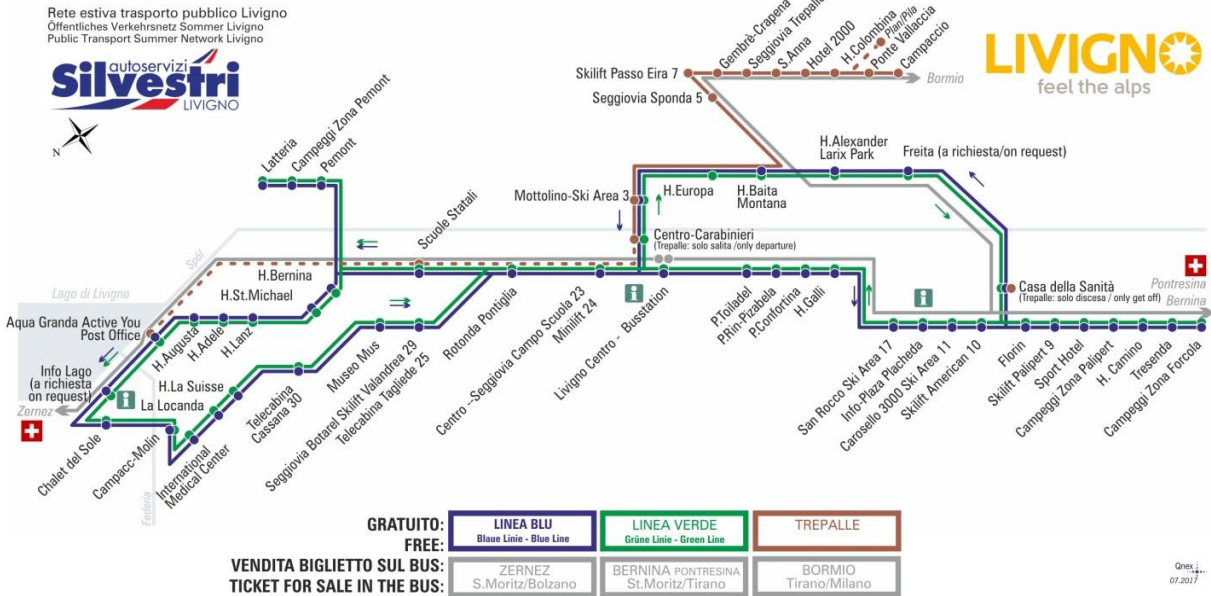 Rete estiva trasporto pubblico Livigno
Öffentliches Verkehrsnetz Sommer Livigno
Public Transport Summer Network Livigno
autoservizi
Silvestri
LIVIGNO
N
LIVIGNO
feel the alps
Skilift Passo Eira 7
Seggiovia Sponda 5
Gembrè-Crapena
Seggiovia Trepalle
S.Anna
Hotel 2000
H.Colombina
Plan/Pila
Ponte Vallaccia
Campaccio
Bormio
Latteria
Campeggi Zona Pemont
Pemont
Mottolino-Ski Area 3
H.Europa
H.Baita
Montana
H.Alexander
Larix Park
Freita (a richiesta/on request)
Scuole Statali
Centro-Carabinieri
(Trepalle: solo salita /only departure)
Spöl
Lago di Livigno
H.Bernina
H.St.Michael
Aqua Granda Active You
Post Office
H.Augusta
H.Adele
H.Lanz
Info Lago
(a richiesta
on request)
Zernez
H.La Suisse
La Locanda
Chalet del Sole
Campacc-Molin
International
Medical Center
Federia
Telecabina
Cassana 30
Museo Mus
Seggiovia Botarel Skilift Valandrea 29
Telecabina Tagliede 25
Rotonda Pontiglia
Centro --Seggiovia Campo Scuola 23
Minilift 24
i
Livigno Centro - Busstation
P.Toiladel
P.Rin-Pizabela
P.Confortina
H.Galli
San Rocco Ski Area 17
Info-Plaza Placheda
Carosello 3000 Ski Area 11
Skilift American 10
Casa della Sanità
(Trepalle: solo discesa / only get off)
Pontresina
Bernina
Florin
Skilift Palipert 9
Sport Hotel
Campeggi Zona Palipert
H. Camino
Tresenda
Campeggi Zona Forcola
GRATUITO:
FREE:
LINEA BLU
Blaue Linie - Blue Line
LINEA VERDE
Grüne Linie - Green Line
TREPALLE
VENDITA BIGLIETTO SUL BUS:
TICKET FOR SALE IN THE BUS:
ZERNEZ
S.Moritz/Bolzano
BERNINA PONTRESINA
St.Moritz/Tirano
BORMIO
Tirano/Milano
Qnex
07.2017